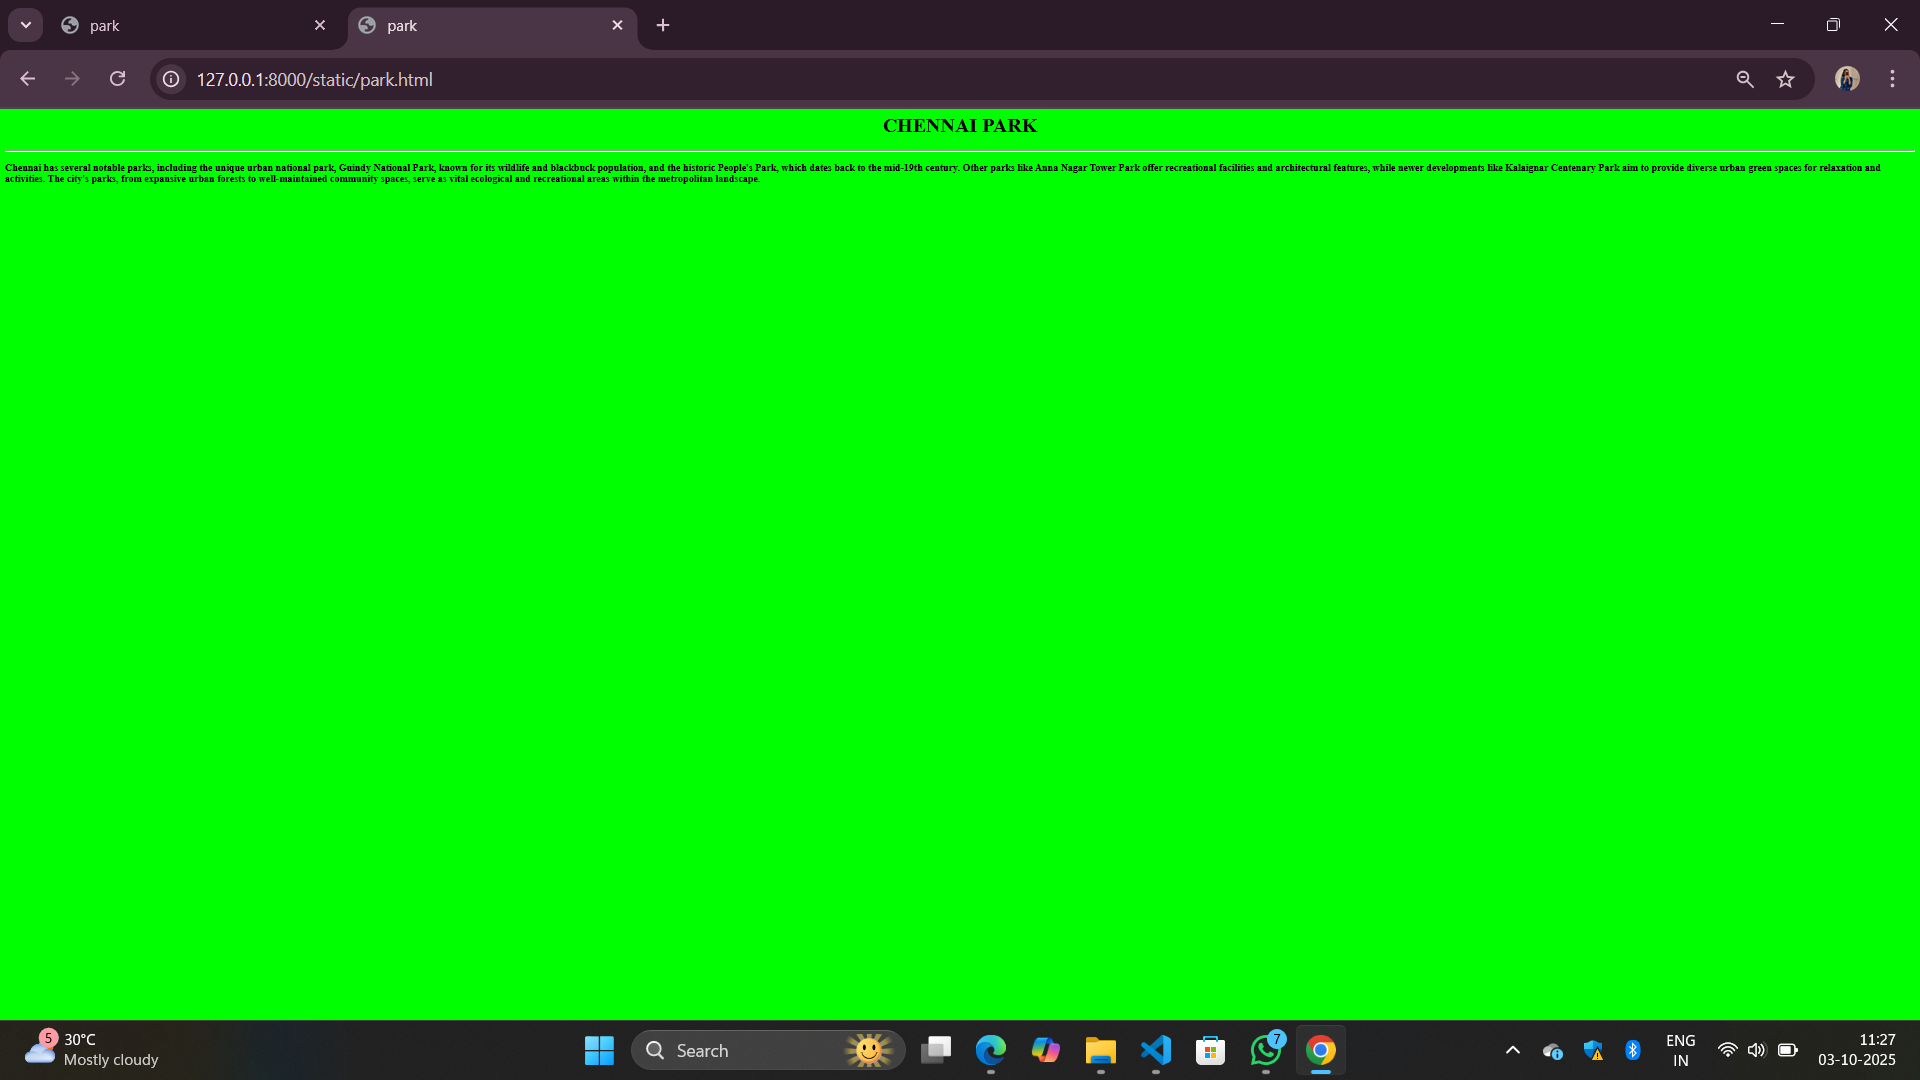 park
park
127.0.0.1:8000/static/park.html
CHENNAI PARK
Chennai has several notable parks, including the unique urban national park, Guindy National Park, known for its wildlife and blackbuck population, and the historic People's Park, which dates back to the mid-19th century. Other parks like Anna Nagar Tower Park offer recreational facilities and architectural features, while newer developments like Kalaignar Centenary Park aim to provide diverse urban green spaces for relaxation and
activities. The city's parks, from expansive urban forests to well-maintained community spaces, serve as vital ecological and recreational areas within the metropolitan landscape.
5
30°C
Mostly cloudy
Search
7
ENG
IN
11:27
03-10-2025